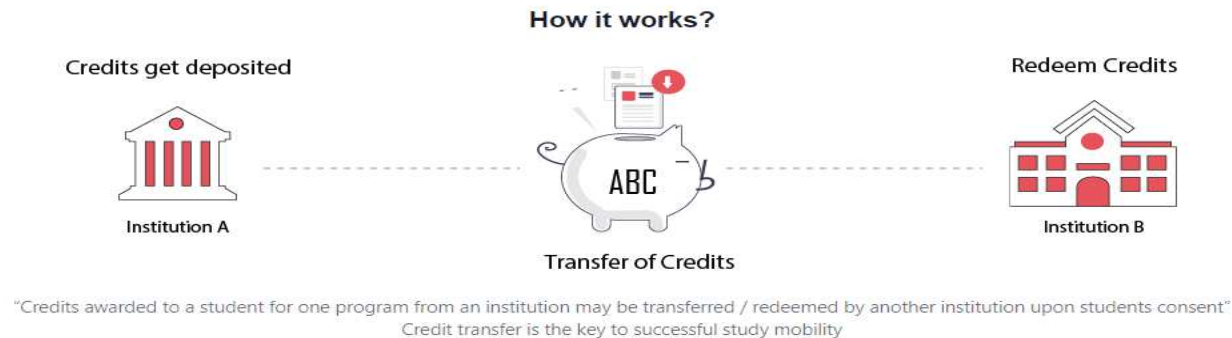 How it works?
Credits get deposited
Redeem Credits
ABC
Institution A
Institution B
Transfer of Credits
“Credits awarded to a student for one program from an institution may be transferred / redeemed by another institution upon students consent”
Credit transfer is the key to successful study mobility